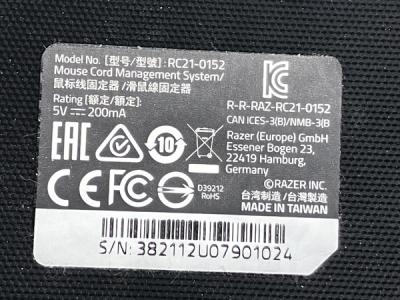 Model No. [型号/型號]: RC21-0152
Mouse Cord Management System/
鼠标线固定器/滑鼠線固定器
Rating [额定/額定]:
5V ⎓ 200mA
R-R-RAZ-RC21-0152
CAN ICES-3(B)/NMB-3(B
Razer (Europe) GmbH
Essener Bogen 23,
22419 Hamburg,
Germany
EAC
10
CE FC
D39212
RoHS
©RAZER INC.
台湾制造/台灣製造
MADE IN TAIWAN
S/N: 382112U07901024